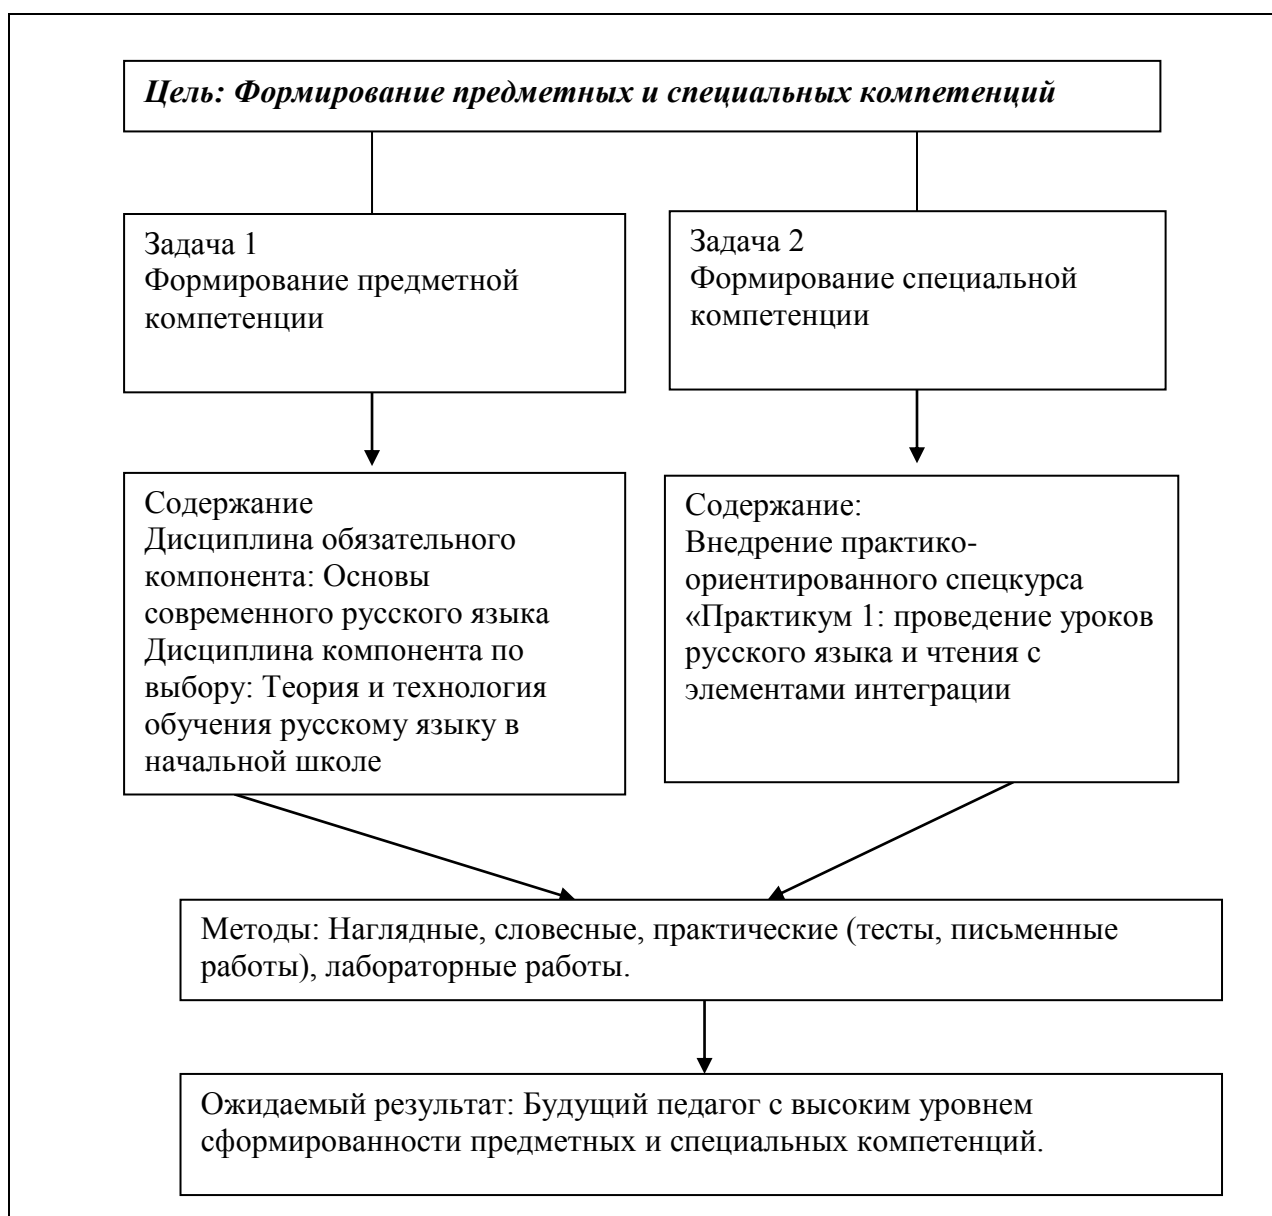 Цель: Формирование предметных и специальных компетенций
Задача 1
Формирование предметной
компетенции
Задача 2
Формирование специальной
компетенции
Содержание
Дисциплина обязательного
компонента: Основы
современного русского языка
Дисциплина компонента по
выбору: Теория и технология
обучения русскому языку в
начальной школе
Содержание:
Внедрение практико-
ориентированного спецкурса
«Практикум 1: проведение уроков
русского языка и чтения с
элементами интеграции
Методы: Наглядные, словесные, практические (тесты, письменные
работы), лабораторные работы.
Ожидаемый результат: Будущий педагог с высоким уровнем
сформированности предметных и специальных компетенций.